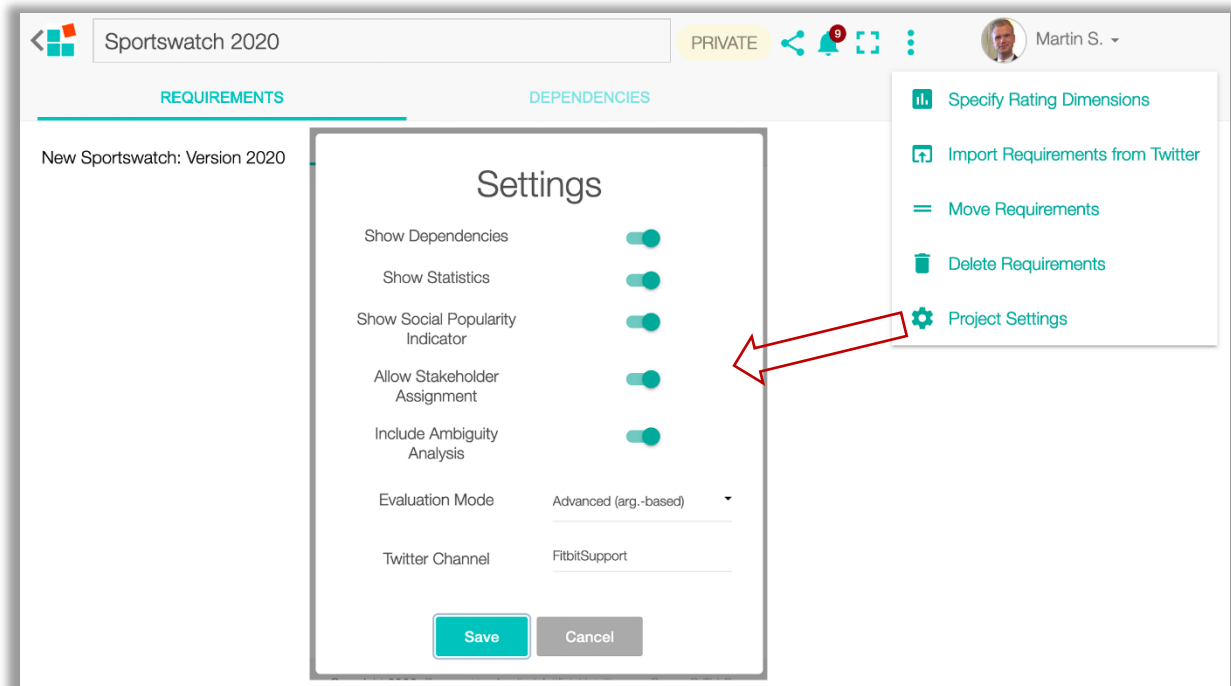 Sportswatch 2020
PRIVATE
9
Martin S.
REQUIREMENTS
DEPENDENCIES
Specify Rating Dimensions
Import Requirements from Twitter
Move Requirements
Delete Requirements
Project Settings
New Sportswatch: Version 2020
Settings
Show Dependencies
Show Statistics
Show Social Popularity
Indicator
Allow Stakeholder
Assignment
Include Ambiguity
Analysis
Evaluation Mode
Advanced (arg.-based)
Twitter Channel
FitbitSupport
Save
Cancel